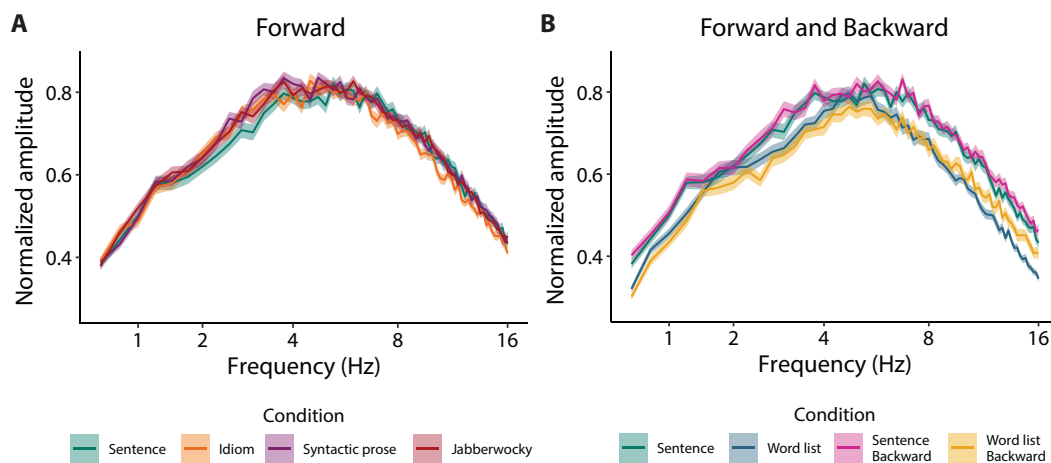 A
Forward
Normalized amplitude
0.8
0.6
0.4
1 2 4 8 16
Frequency (Hz)
Condition
Sentence Idiom Syntactic prose Jabberwocky
B
Forward and Backward
Normalized amplitude
0.8
0.6
0.4
1 2 4 8 16
Frequency (Hz)
Condition
Sentence Word list Sentence Backward Word list Backward